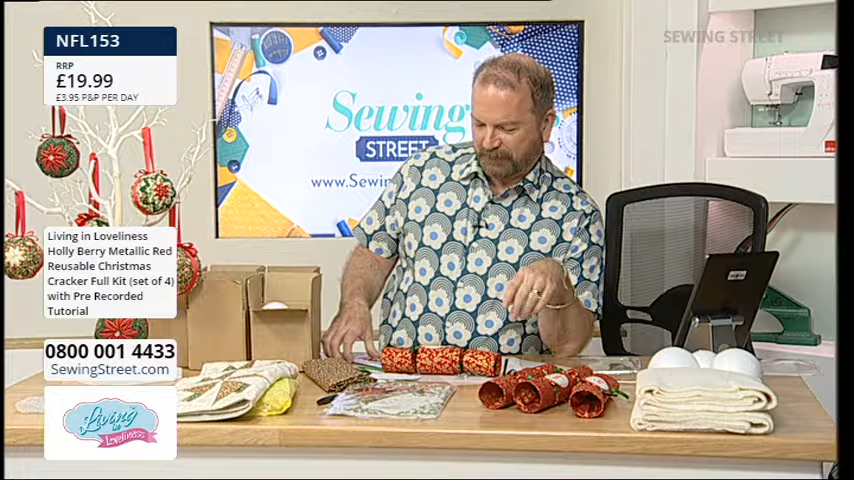 NFL153
RRP
£19.99
£3.95 P&P PER DAY
SEWING STREET
Sewing
STREET
www.Sewi
Living in Loveliness
Holly Berry Metallic Red
Reusable Christmas
Cracker Full Kit (set of 4)
with Pre Recorded
Tutorial
0800 001 4433
SewingStreet.com
Living
in
Loveliness